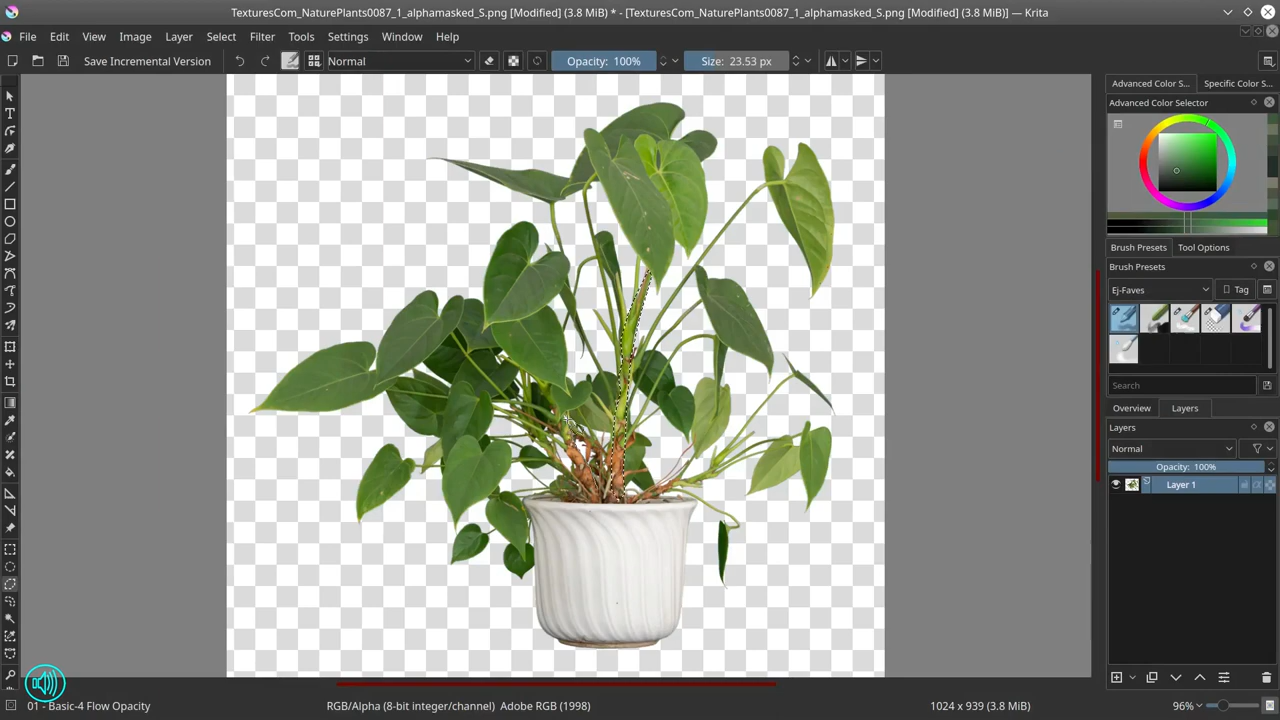 TexturesCom_NaturePlants0087_1_alphamasked_S.png [Modified] (3.8 MiB) * - [TexturesCom_NaturePlants0087_1_alphamasked_S.png [Modified] (3.8 MiB)] — Krita
File Edit View Image Layer Select Filter Tools Settings Window Help
Save Incremental Version
Normal
Opacity: 100%
Size: 23.53 px
Advanced Color S...
Specific Color S...
Advanced Color Selector
Brush Presets
Tool Options
Brush Presets
Ej-Faves
Tag
Search
Overview
Layers
Layers
Normal
Opacity: 100%
Layer 1
01 - Basic-4 Flow Opacity
RGB/Alpha (8-bit integer/channel) Adobe RGB (1998)
1024 x 939 (3.8 MiB)
96%